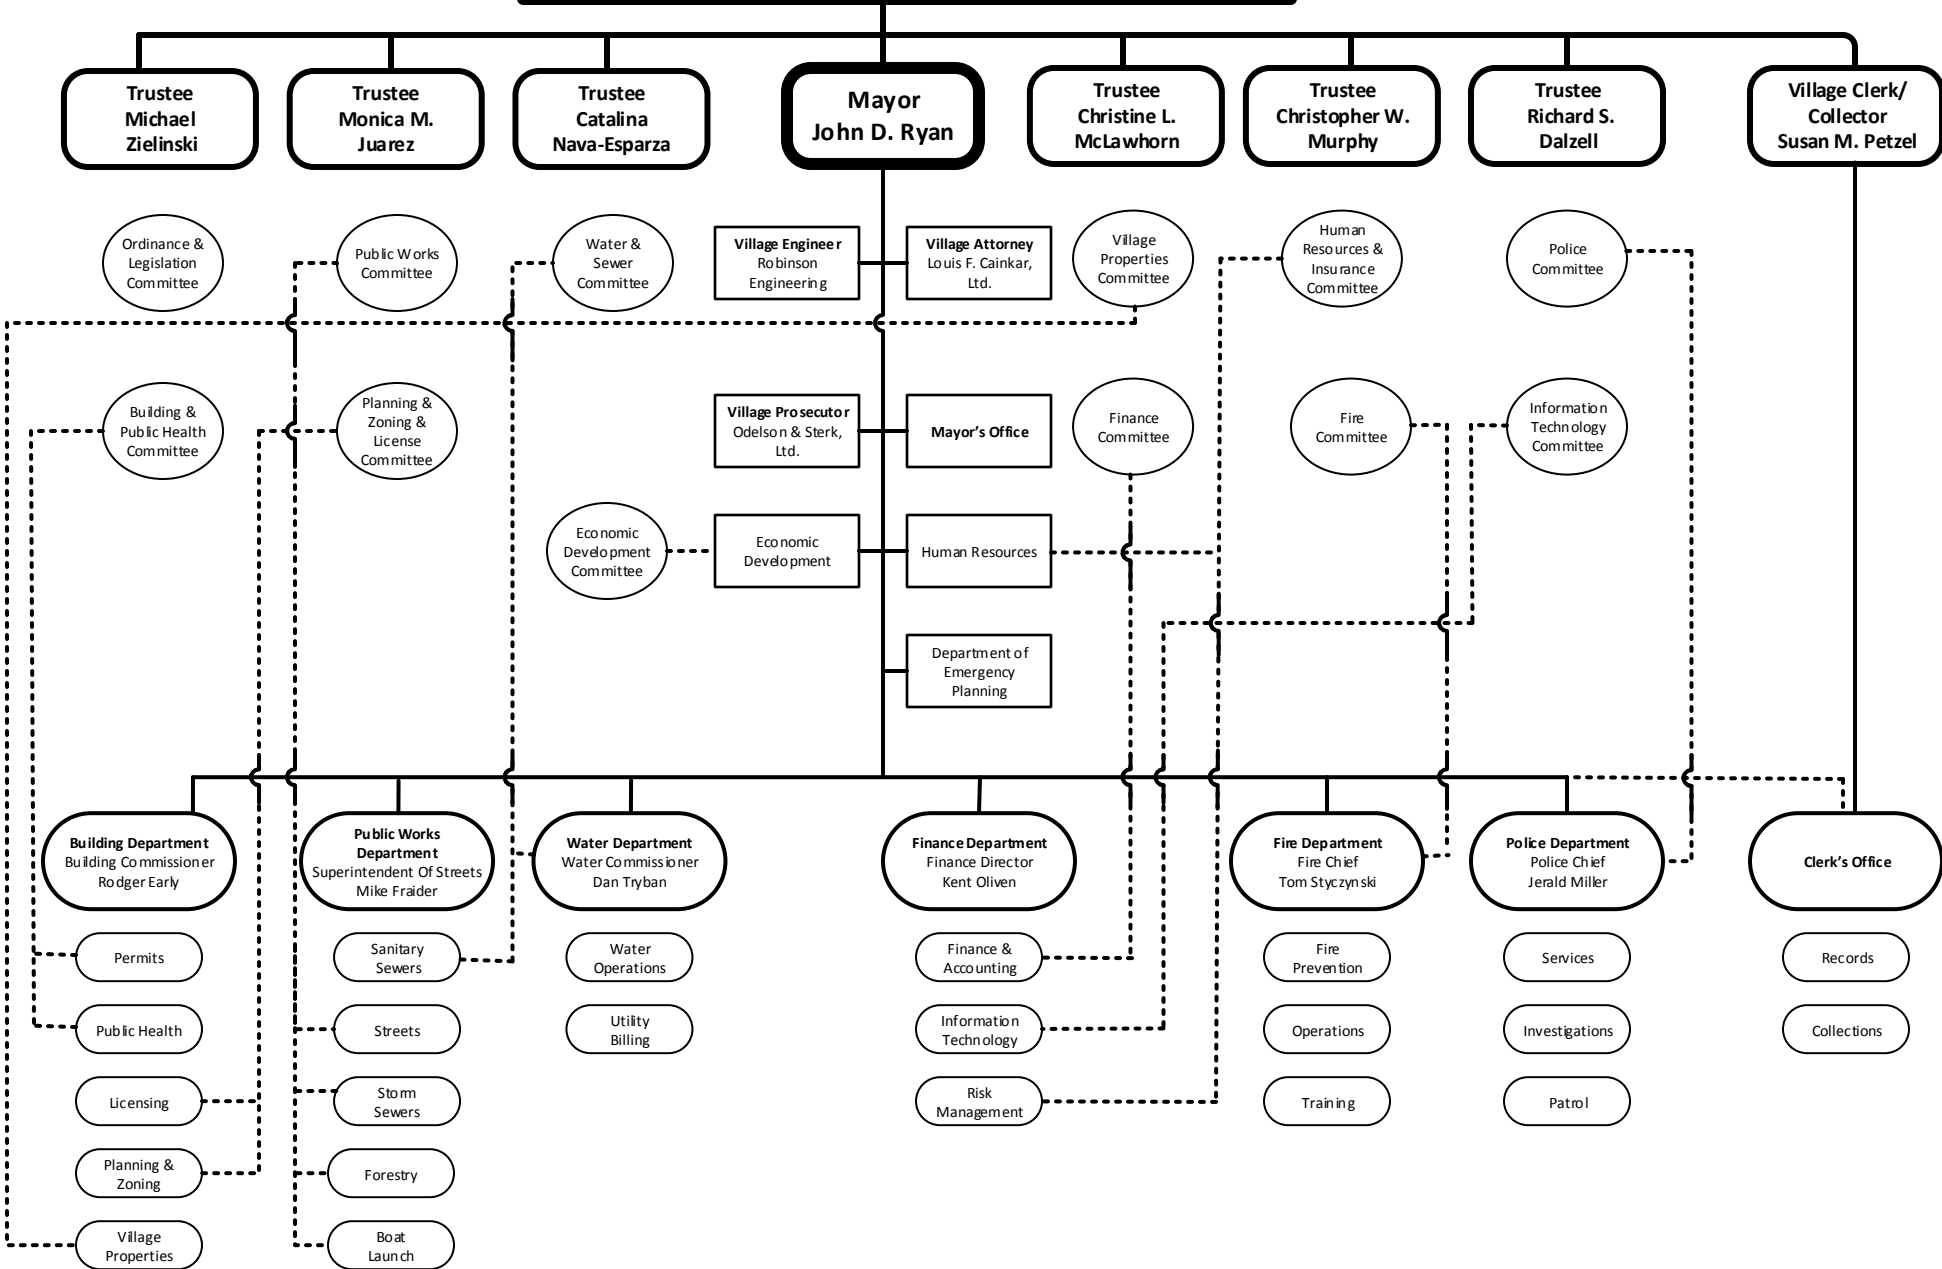 Trustee
Michael
Zielinski
Trustee
Monica M.
Juarez
Trustee
Catalina
Nava-Esparza
Mayor
John D. Ryan
Trustee
Christine L.
McLawhorn
Trustee
Christopher W.
Murphy
Trustee
Richard S.
Dalzell
Village Clerk/
Collector
Susan M. Petzel
Ordinance &
Legislation
Committee
Public Works
Committee
Water &
Sewer
Committee
Village Engineer
Robinson
Engineering
Village Attorney
Louis F. Cainkar,
Ltd.
Village
Properties
Committee
Human
Resources &
Insurance
Committee
Police
Committee
Building &
Public Health
Committee
Planning &
Zoning &
License
Committee
Village Prosecutor
Odelson & Sterk,
Ltd.
Mayor’s Office
Finance
Committee
Fire
Committee
Information
Technology
Committee
Economic
Development
Committee
Economic
Development
Human Resources
Department of
Emergency
Planning
Building Department
Building Commissioner
Rodger Early
Public Works
Department
Superintendent Of Streets
Mike Fraider
Water Department
Water Commissioner
Dan Tryban
Finance Department
Finance Director
Kent Oliven
Fire Department
Fire Chief
Tom Styczynski
Police Department
Police Chief
Jerald Miller
Clerk’s Office
Permits
Sanitary
Sewers
Water
Operations
Finance &
Accounting
Fire
Prevention
Services
Records
Public Health
Streets
Utility
Billing
Information
Technology
Operations
Investigations
Collections
Licensing
Storm
Sewers
Risk
Management
Training
Patrol
Planning &
Zoning
Forestry
Village
Properties
Boat
Launch